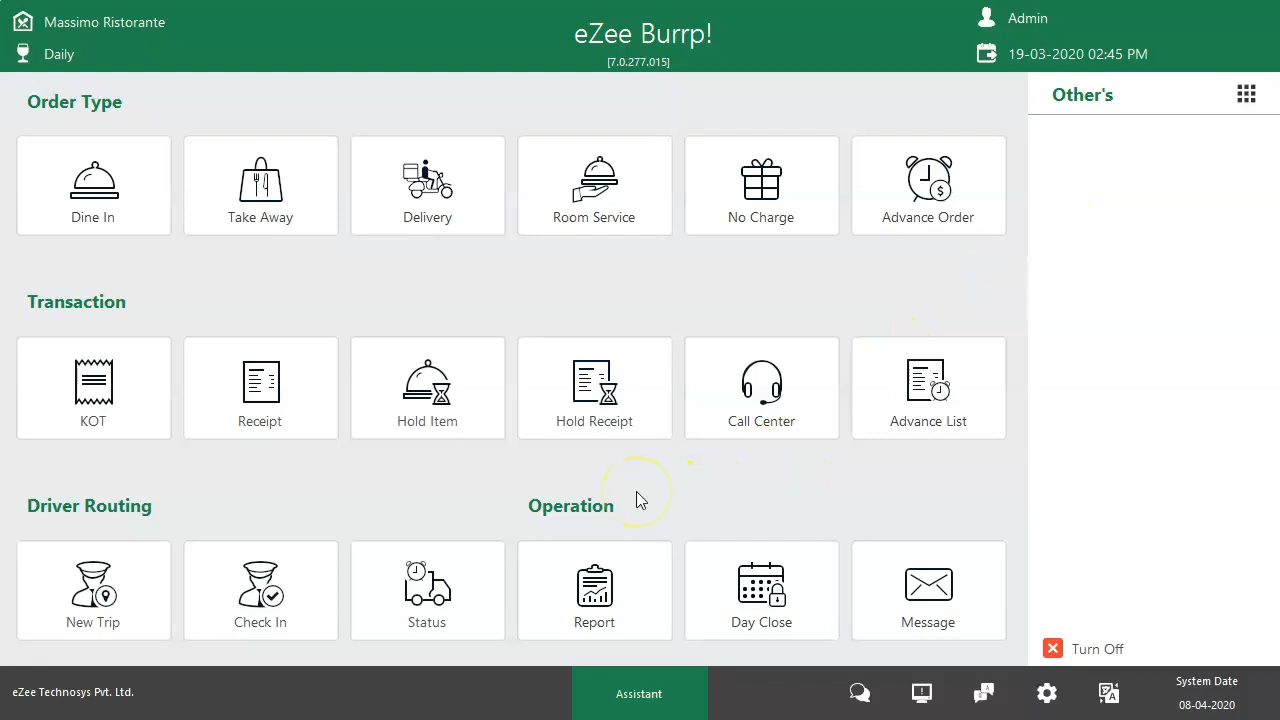 Massimo Ristorante
Daily
eZee Burrp!
[7.0.277.015]
Admin
19-03-2020 02:45 PM
Order Type
Dine In
Take Away
Delivery
Room Service
No Charge
Advance Order
Other's
Transaction
KOT
Receipt
Hold Item
Hold Receipt
Call Center
Advance List
Driver Routing
Operation
New Trip
Check In
Status
Report
Day Close
Message
Turn Off
eZee Technosys Pvt. Ltd.
Assistant
System Date
08-04-2020